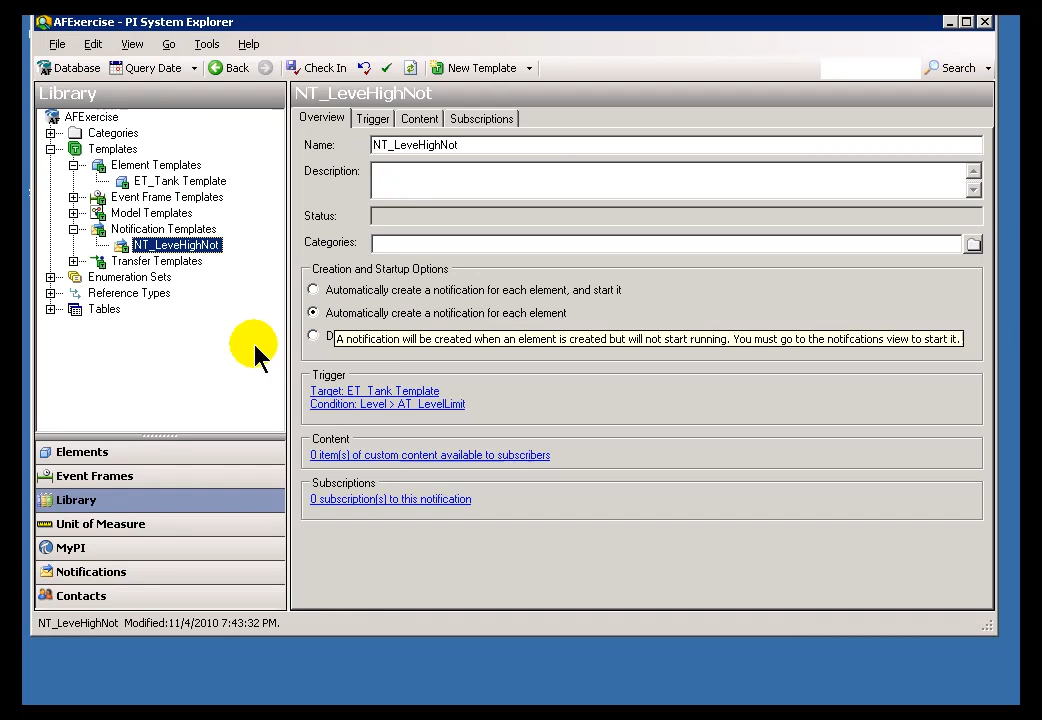 AFExercise - PI System Explorer
File Edit View Go Tools Help
Database Query Date Back Check In New Template Search
Library
AFExercise
Categories
Templates
Element Templates
ET_Tank Template
Event Frame Templates
Model Templates
Notification Templates
NT_LeveHighNot
Transfer Templates
Enumeration Sets
Reference Types
Tables
Elements
Event Frames
Library
Unit of Measure
MyPI
Notifications
Contacts
NT_LeveHighNot
Overview Trigger Content Subscriptions
Name: NT_LeveHighNot
Description:
Status:
Categories:
Creation and Startup Options
Automatically create a notification for each element, and start it
Automatically create a notification for each element
D
A notification will be created when an element is created but will not start running. You must go to the notifcations view to start it.
Trigger
Target: ET_Tank Template
Condition: Level > AT_LevelLimit
Content
0 item(s) of custom content available to subscribers
Subscriptions
0 subscription(s) to this notification
NT_LeveHighNot Modified:11/4/2010 7:43:32 PM.